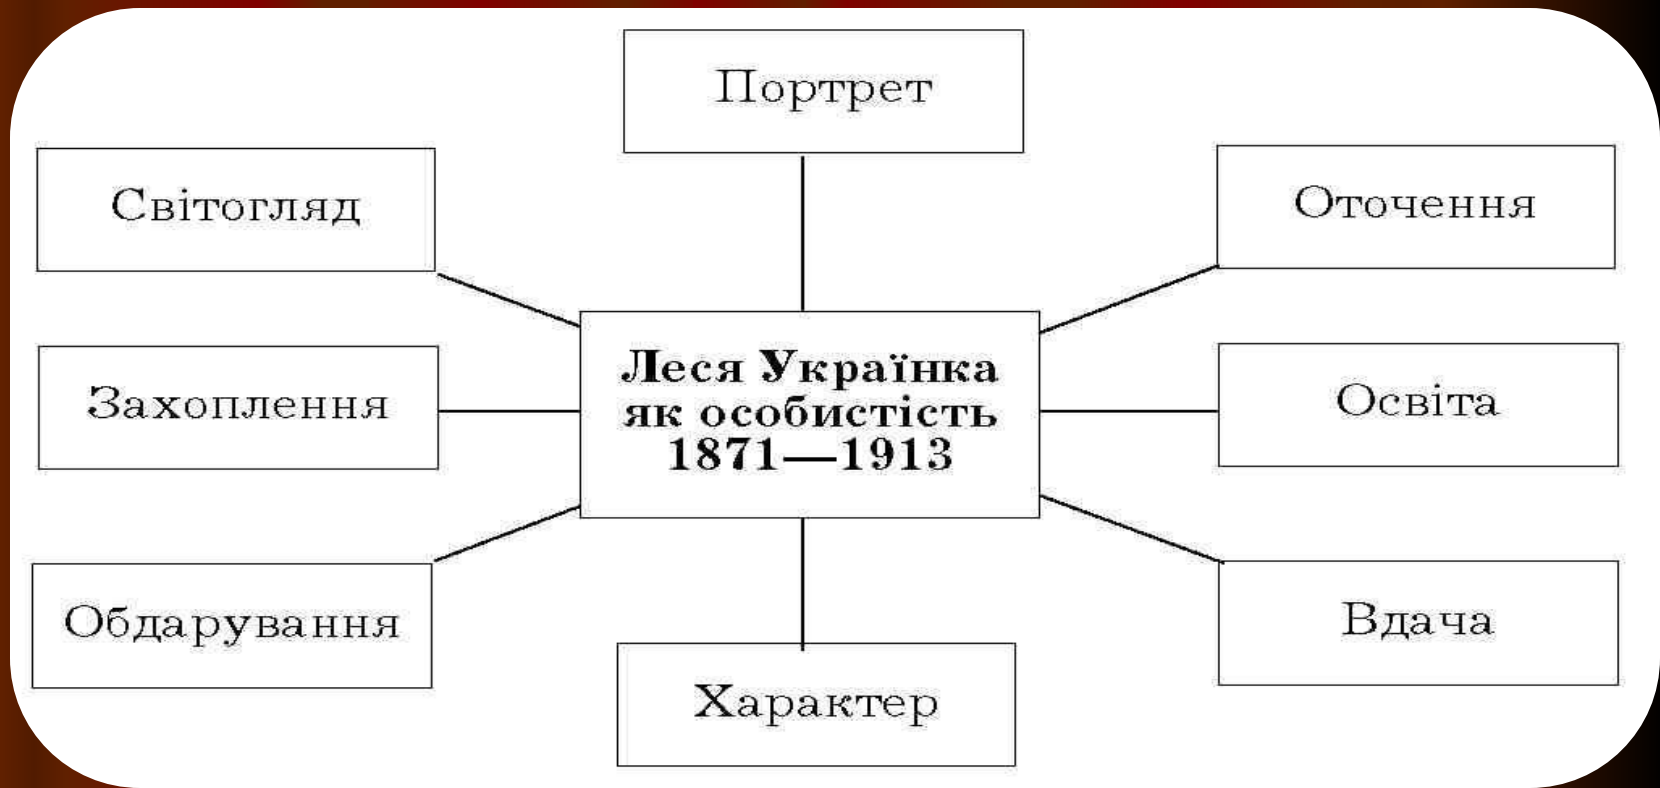 Портрет
Світогляд
Оточення
Леся Українка
як особистість
1871—1913
Захоплення
Освіта
Обдарування
Вдача
Характер